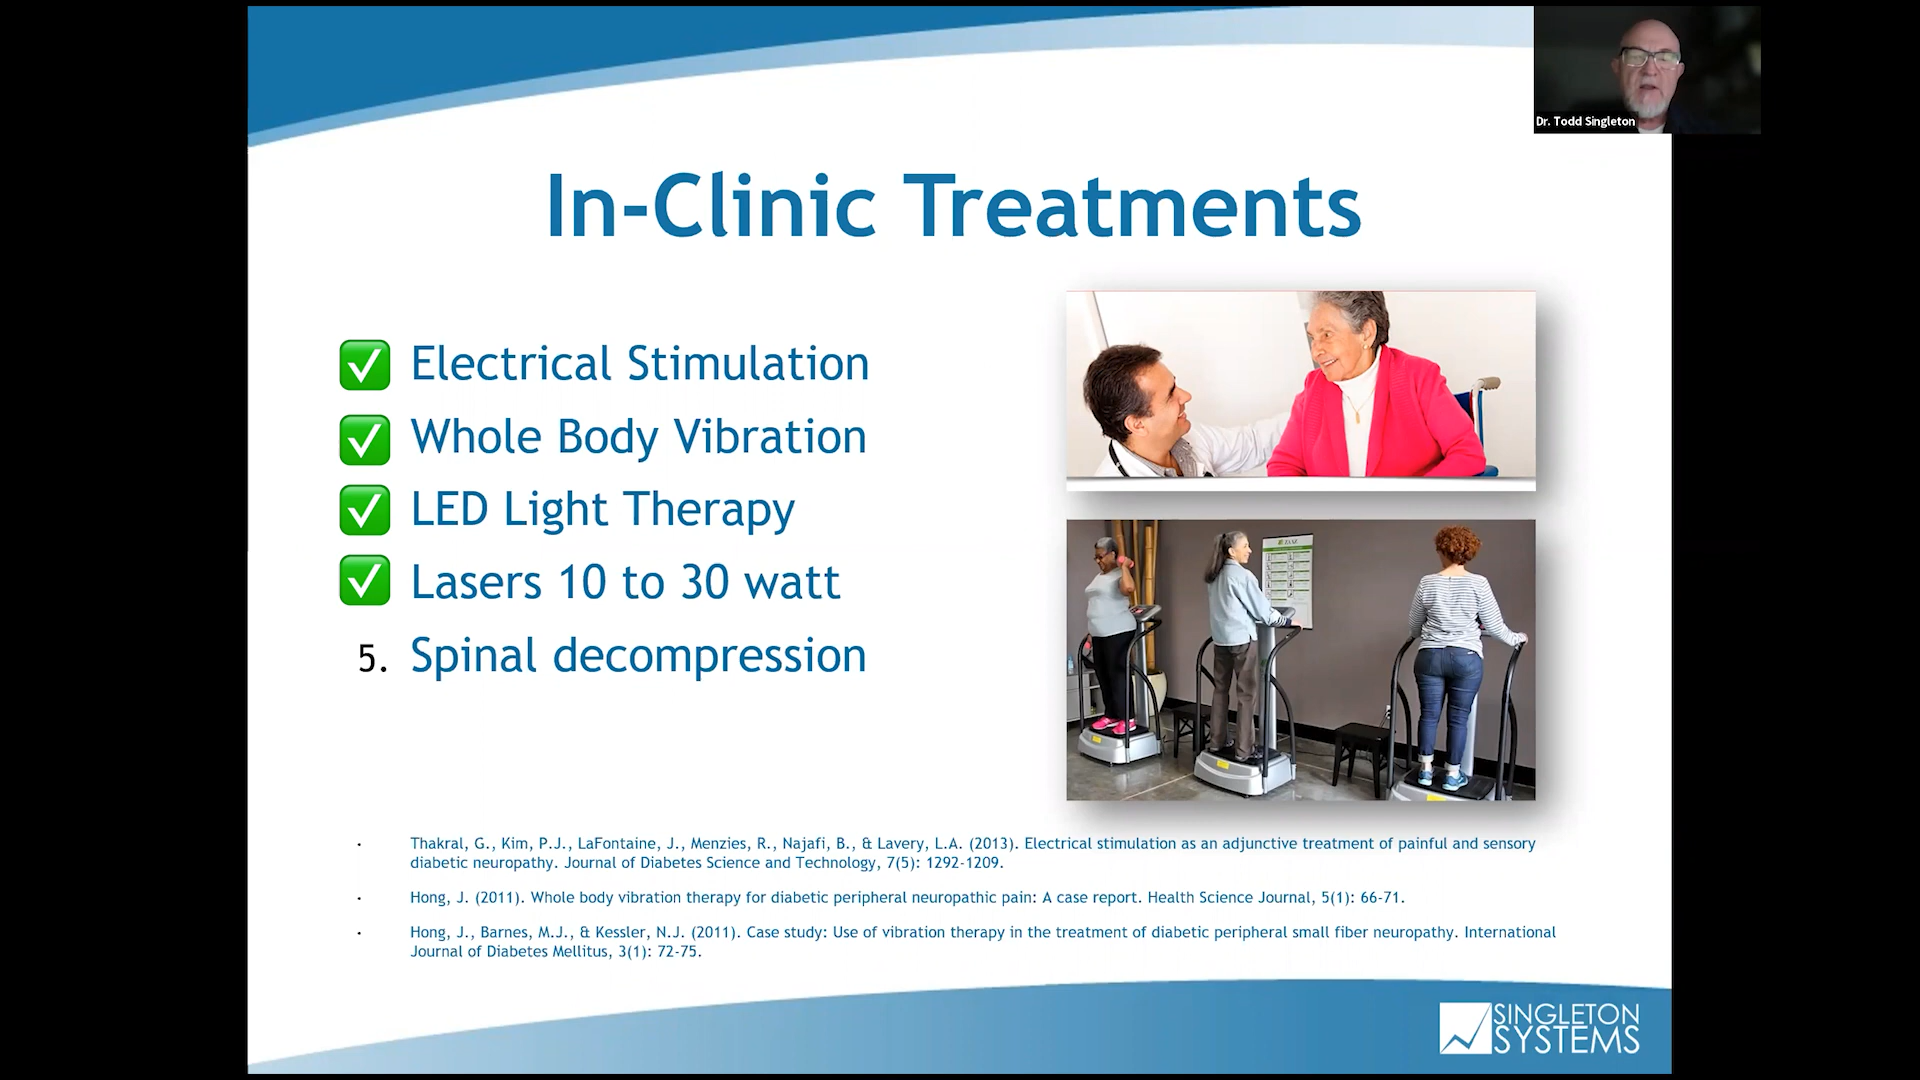 Dr. Todd Singleton
In-Clinic Treatments
Electrical Stimulation
Whole Body Vibration
LED Light Therapy
Lasers 10 to 30 watt
5. Spinal decompression
Thakral, G., Kim, P.J., LaFontaine, J., Menzies, R., Najafi, B., & Lavery, L.A. (2013). Electrical stimulation as an adjunctive treatment of painful and sensory
diabetic neuropathy. Journal of Diabetes Science and Technology, 7(5): 1292-1209.
Hong, J. (2011). Whole body vibration therapy for diabetic peripheral neuropathic pain: A case report. Health Science Journal, 5(1): 66-71.
Hong, J., Barnes, M.J., & Kessler, N.J. (2011). Case study: Use of vibration therapy in the treatment of diabetic peripheral small fiber neuropathy. International
Journal of Diabetes Mellitus, 3(1): 72-75.
SINGLETON
SYSTEMS